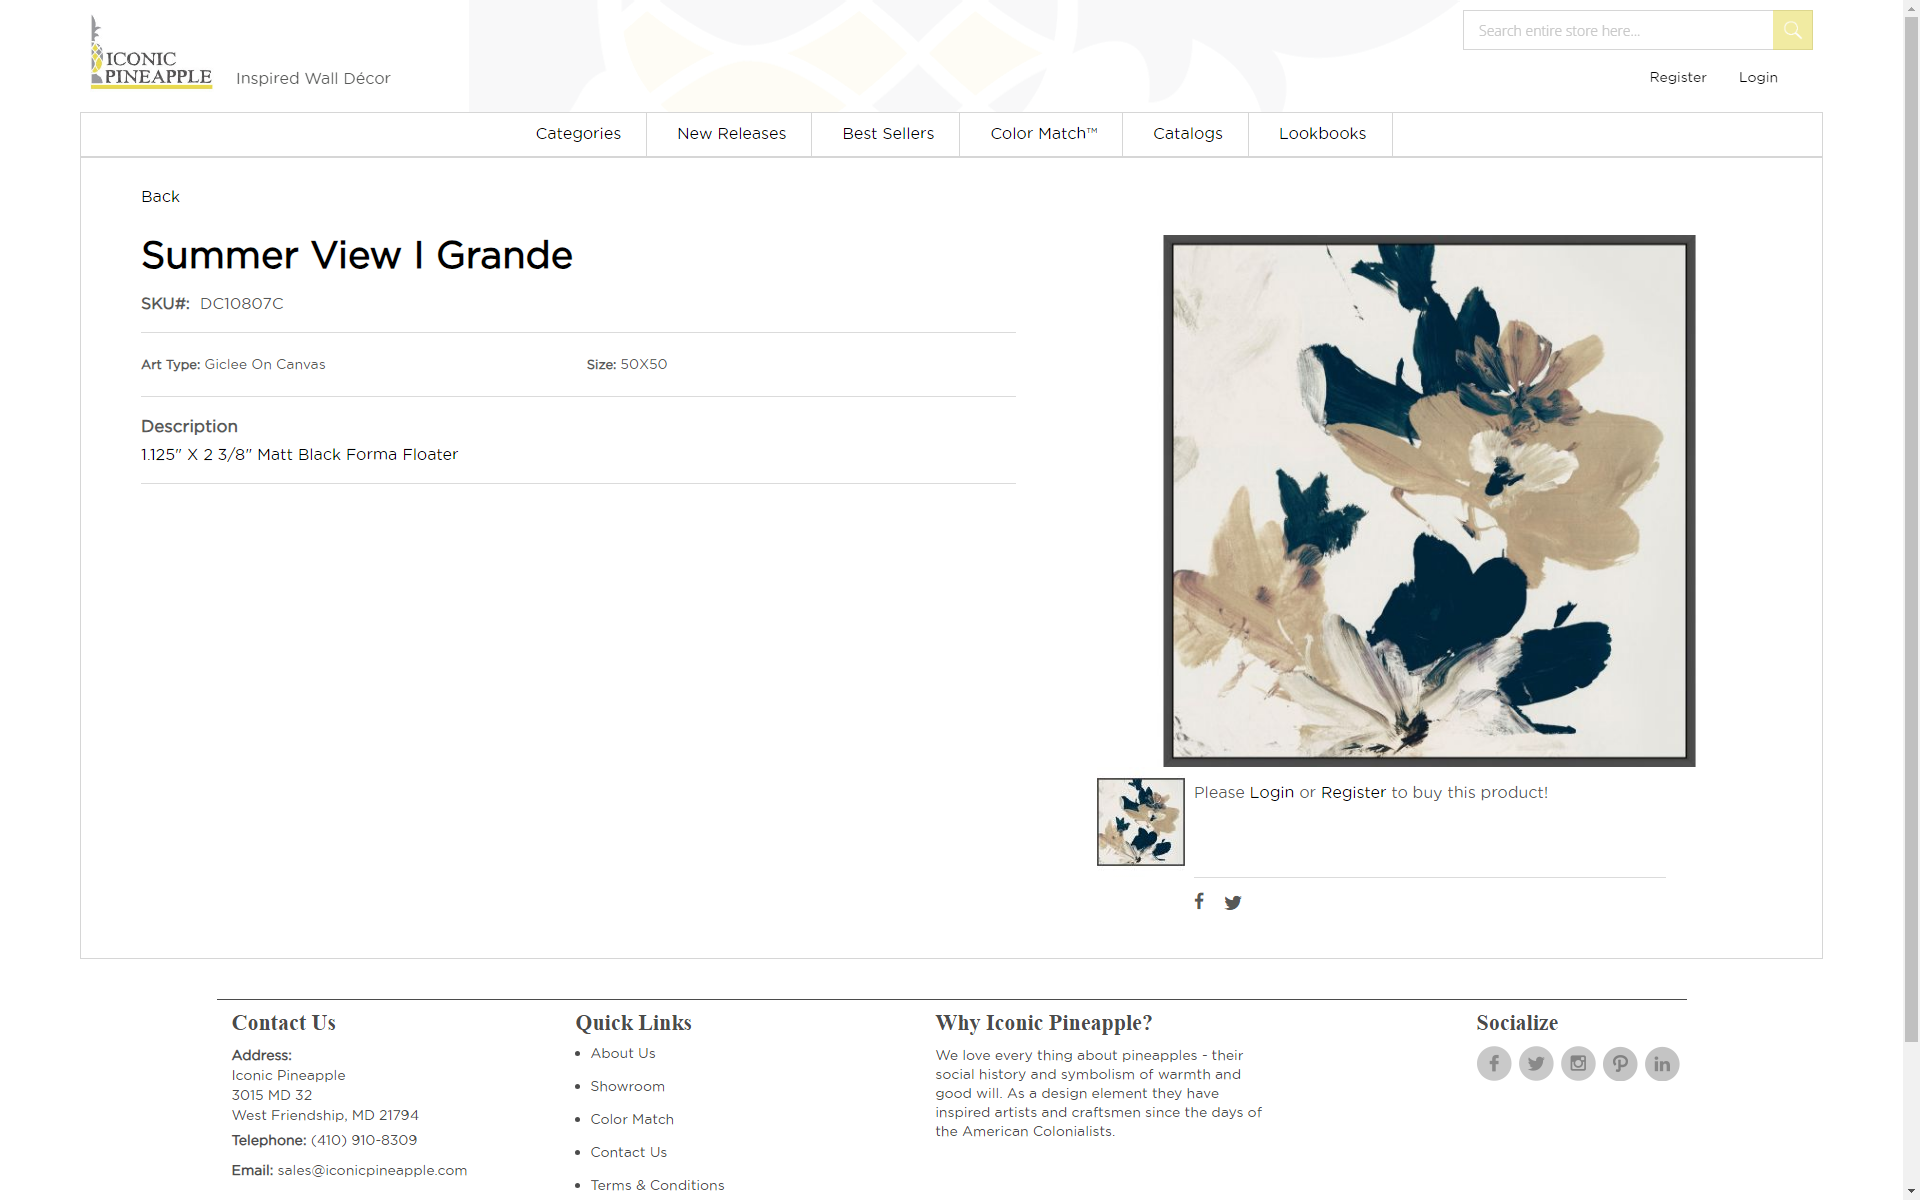 ICONIC
PINEAPPLE
Inspired Wall Décor
Search entire store here...
Register Login
Categories New Releases Best Sellers Color Match™ Catalogs Lookbooks
Back
Summer View I Grande
SKU#: DC10807C
Art Type: Giclee On Canvas Size: 50X50
Description
1.125" X 2 3/8" Matt Black Forma Floater
Please Login or Register to buy this product!
Contact Us
Address:
Iconic Pineapple
3015 MD 32
West Friendship, MD 21794
Telephone: (410) 910-8309
Email: sales@iconicpineapple.com
Quick Links
About Us
Showroom
Color Match
Contact Us
Terms & Conditions
Why Iconic Pineapple?
We love every thing about pineapples - their
social history and symbolism of warmth and
good will. As a design element they have
inspired artists and craftsmen since the days of
the American Colonialists.
Socialize